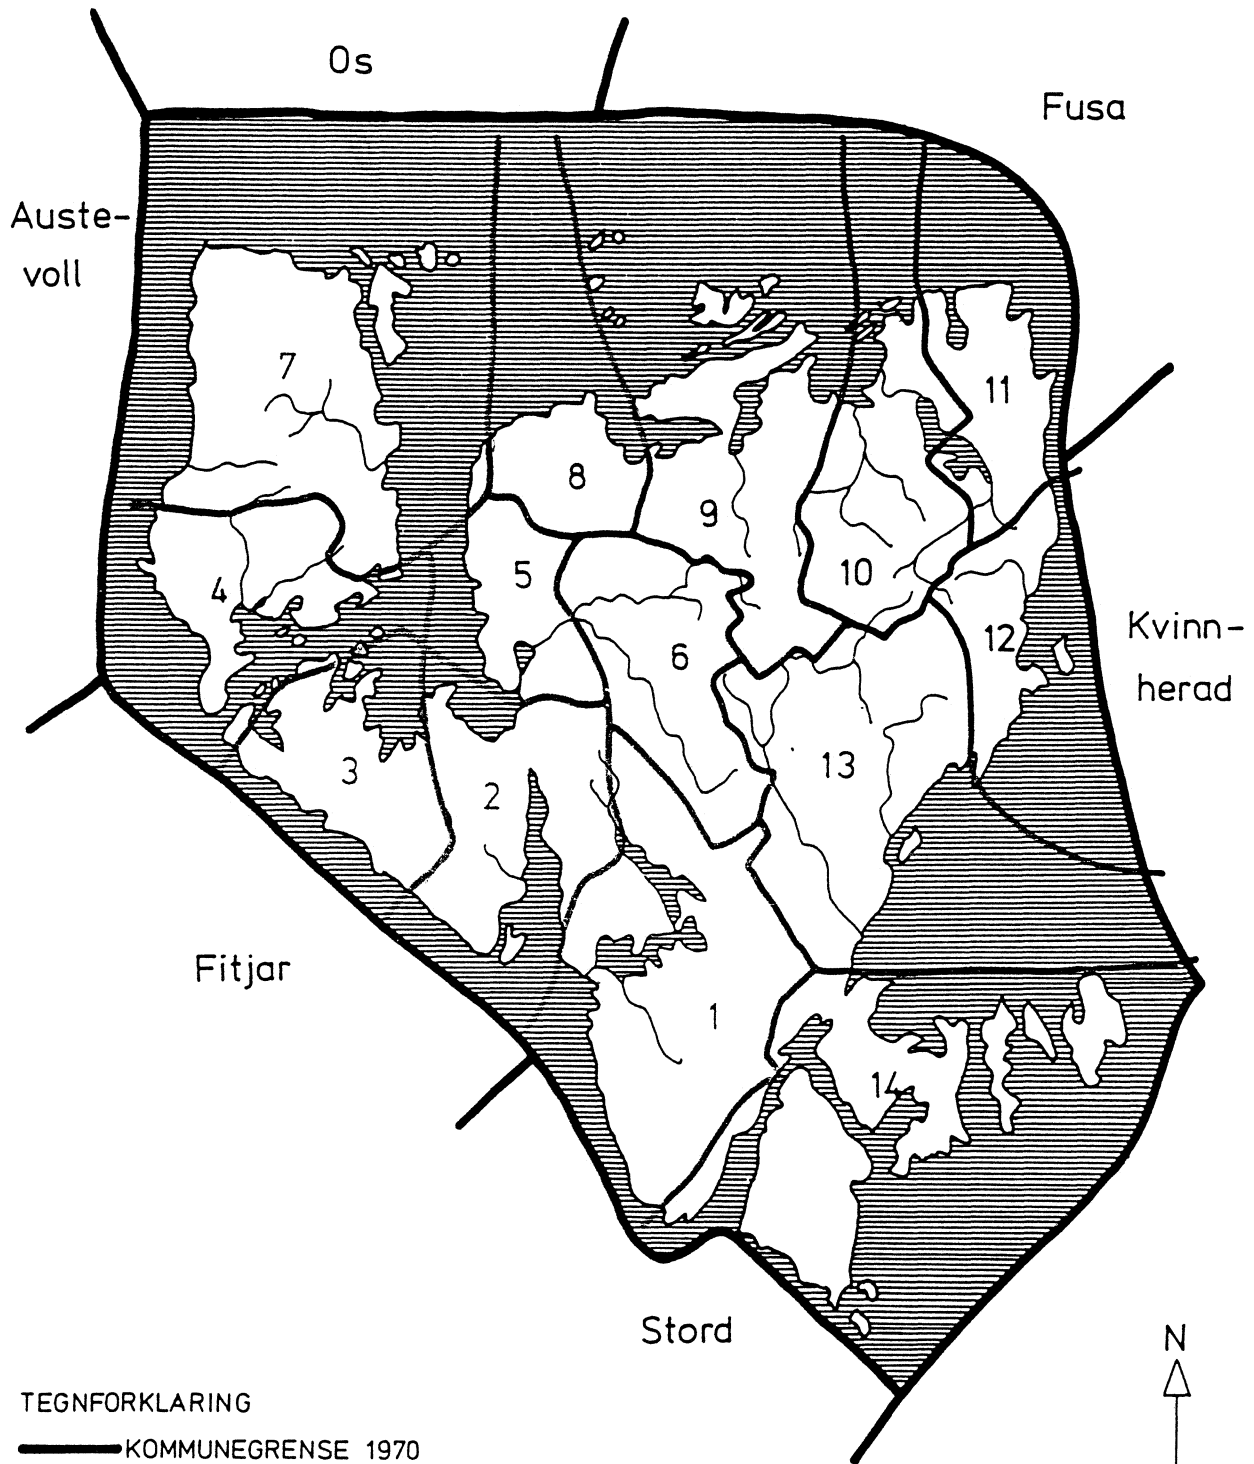 Os
Fusa
Auste-
voll
7
11
8
9
5
10
4
12
Kvinn-
herad
6
3
13
2
Fitjar
1
14
Stord
N
TEGNFORKLARING
KOMMUNEGRENSE 1970